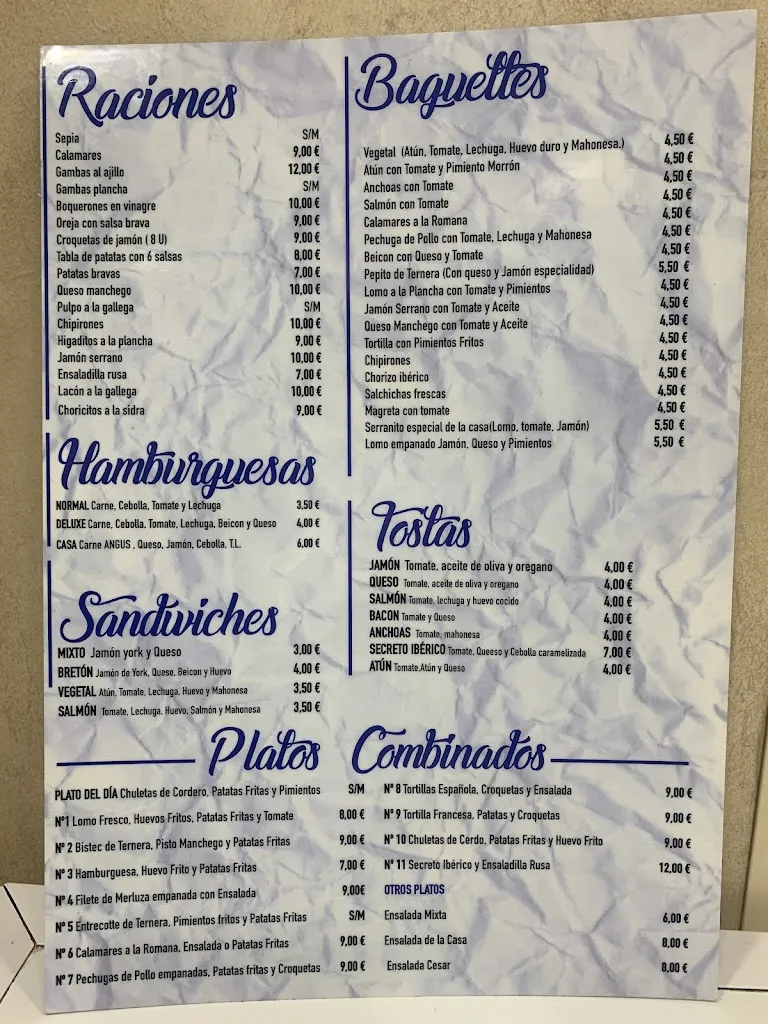 Raciones
Sepia S/M
Calamares 9,00 €
Gambas al ajillo 12,00 €
Gambas plancha S/M
Boquerones en vinagre 10,00 €
Oreja con salsa brava 9,00 €
Croquetas de jamón ( 8 U) 9,00 €
Tabla de patatas con 6 salsas 8,00 €
Patatas bravas 7,00 €
Queso manchego 10,00 €
Pulpo a la gallega S/M
Chipirones 10,00 €
Higaditos a la plancha 9,00 €
Jamón serrano 10,00 €
Ensaladilla rusa 7,00 €
Lacón a la gallega 10,00 €
Choricitos a la sidra 9,00 €
Hamburguesas
NORMAL Carne, Cebolla, Tomate y Lechuga 3,50 €
DELUXE Carne, Cebolla, Tomate, Lechuga, Beicon y Queso 4,00 €
CASA Carne ANGUS , Queso, Jamón, Cebolla, T.L. 6,00 €
Sandwiches
MIXTO Jamón york y Queso 3,00 €
BRETÓN Jamón de York, Queso, Beicon y Huevo 4,00 €
VEGETAL Atún, Tomate, Lechuga, Huevo y Mahonesa 3,50 €
SALMÓN Tomate, Lechuga, Huevo, Salmón y Mahonesa 3,50 €
Baguettes
Vegetal (Atún, Tomate, Lechuga, Huevo duro y Mahonesa.) 4,50 €
Atún con Tomate y Pimiento Morrón 4,50 €
Anchoas con Tomate 4,50 €
Salmón con Tomate 4,50 €
Calamares a la Romana 4,50 €
Pechuga de Pollo con Tomate, Lechuga y Mahonesa 4,50 €
Beicon con Queso y Tomate 4,50 €
Pepito de Ternera (Con queso y Jamón especialidad) 5,50 €
Lomo a la Plancha con Tomate y Pimientos 4,50 €
Jamón Serrano con Tomate y Aceite 4,50 €
Queso Manchego con Tomate y Aceite 4,50 €
Tortilla con Pimientos Fritos 4,50 €
Chipirones 4,50 €
Chorizo ibérico 4,50 €
Salchichas frescas 4,50 €
Magreta con tomate 4,50 €
Serranito especial de la casa(Lomo, tomate, Jamón) 5,50 €
Lomo empanado Jamón, Queso y Pimientos 5,50 €
Tostas
JAMÓN Tomate, aceite de oliva y oregano 4,00 €
QUESO Tomate, aceite de oliva y oregano 4,00 €
SALMÓN Tomate, lechuga y huevo cocido 4,00 €
BACON Tomate y Queso 4,00 €
ANCHOAS Tomate, mahonesa 4,00 €
SECRETO IBÉRICO Tomate, Queeso y Cebolla caramelizada 7,00 €
ATÚN Tomate,Atún y Queso 4,00 €
Platos Combinados
PLATO DEL DÍA Chuletas de Cordero, Patatas Fritas y Pimientos S/M
Nº1 Lomo Fresco, Huevos Fritos, Patatas Fritas y Tomate 8,00 €
Nº 2 Bistec de Ternera, Pisto Manchego y Patatas Fritas 9,00 €
Nº 3 Hamburguesa, Huevo Frito y Patatas Fritas 7,00 €
Nº 4 Filete de Merluza empanada con Ensalada 9,00€
Nº 5 Entrecotte de Ternera, Pimientos fritos y Patatas Fritas S/M
Nº 6 Calamares a la Romana, Ensalada o Patatas Fritas 9,00 €
Nº 7 Pechugas de Pollo empanadas, Patatas fritas y Croquetas 9,00 €
Nº 8 Tortillas Española, Croquetas y Ensalada 9,00 €
Nº 9 Tortilla Francesa, Patatas y Croquetas 9,00 €
Nº 10 Chuletas de Cerdo, Patatas Fritas y Huevo Frito 9,00 €
Nº 11 Secreto Ibérico y Ensaladilla Rusa 12,00 €
OTROS PLATOS
Ensalada Mixta 6,00 €
Ensalada de la Casa 8,00 €
Ensalada Cesar 8,00 €